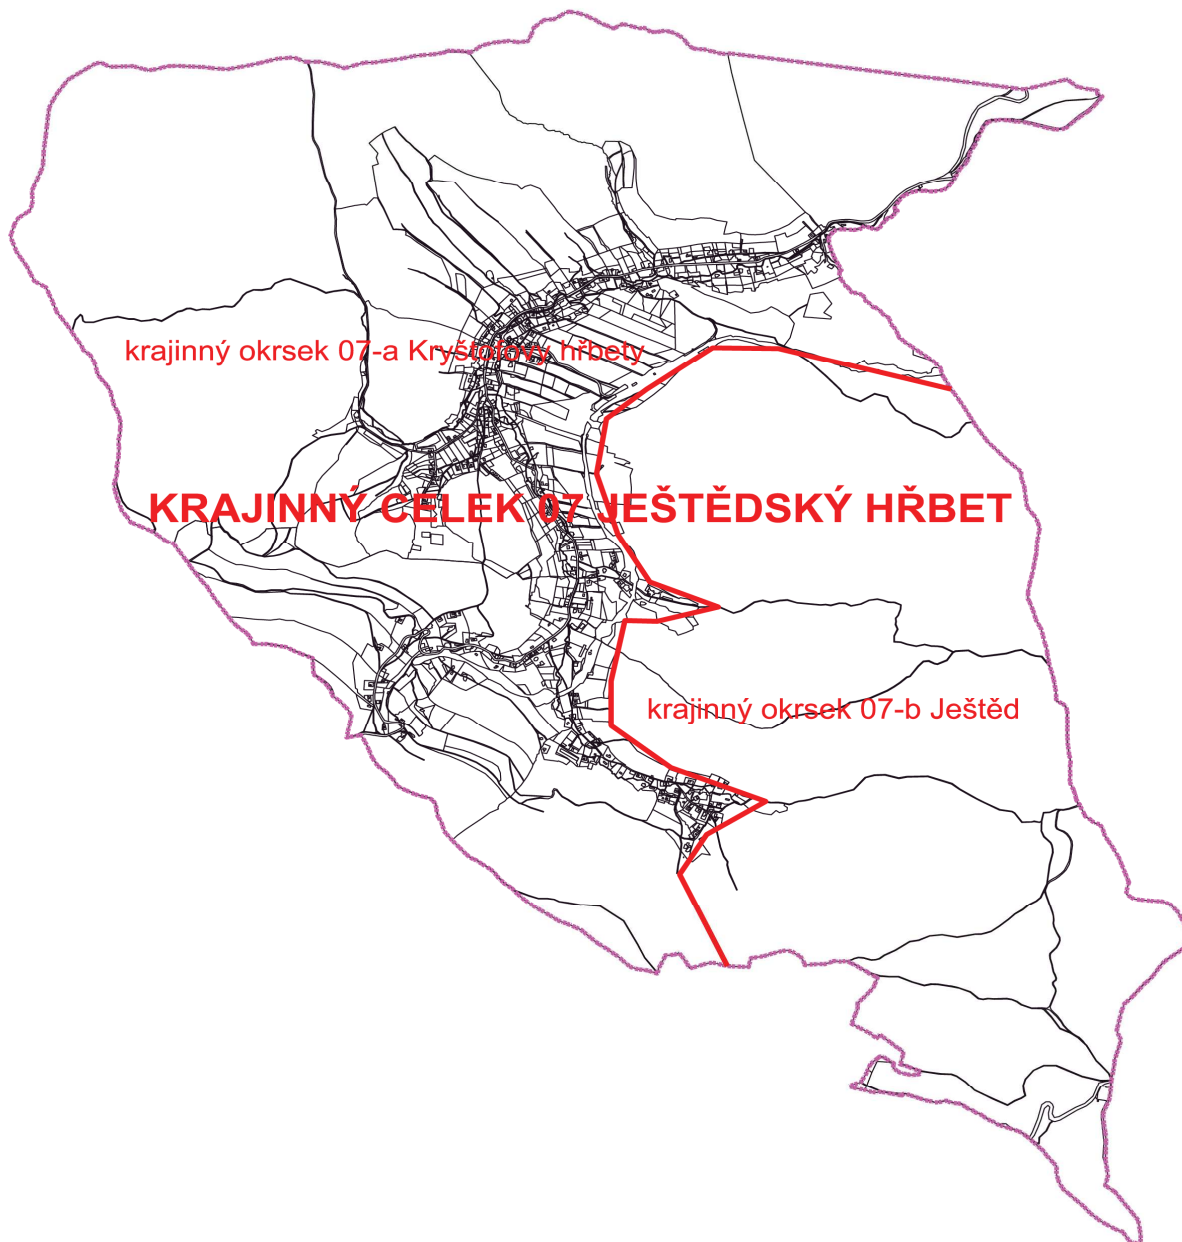 krajinný okrsek 07-a Kryštofovy hřbety
KRAJINNÝ CELEK 07 JEŠTĚDSKÝ HŘBET
krajinný okrsek 07-b Ještěd